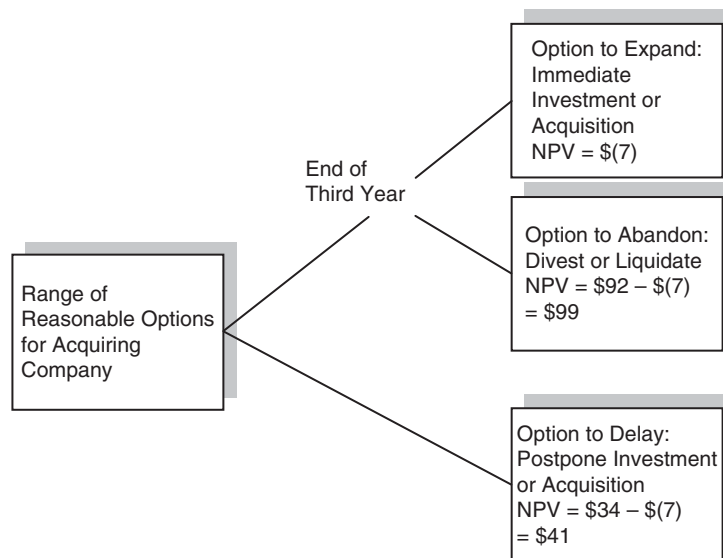 Option to Expand:
Immediate
Investment or
Acquisition
NPV = $(7)
End of
Third Year
Option to Abandon:
Divest or Liquidate
NPV = $92 – $(7)
= $99
Range of
Reasonable Options
for Acquiring
Company
Option to Delay:
Postpone Investment
or Acquisition
NPV = $34 – $(7)
= $41